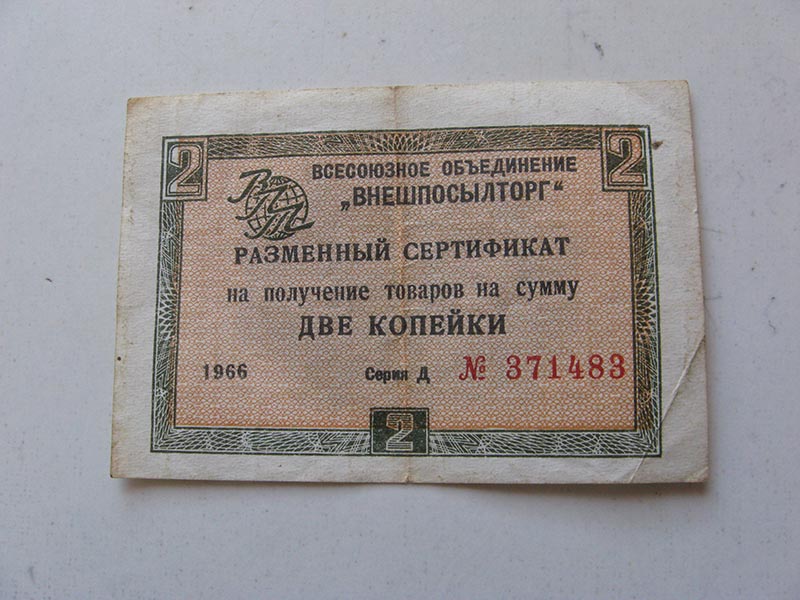 2 2
ВСЕСОЮЗНОЕ ОБЪЕДИНЕНИЕ
„ВНЕШПОСЫЛТОРГ“
ВПТ
РАЗМЕННЫЙ СЕРТИФИКАТ
на получение товаров на сумму
ДВЕ КОПЕЙКИ
1966 Серия Д № 371483
2